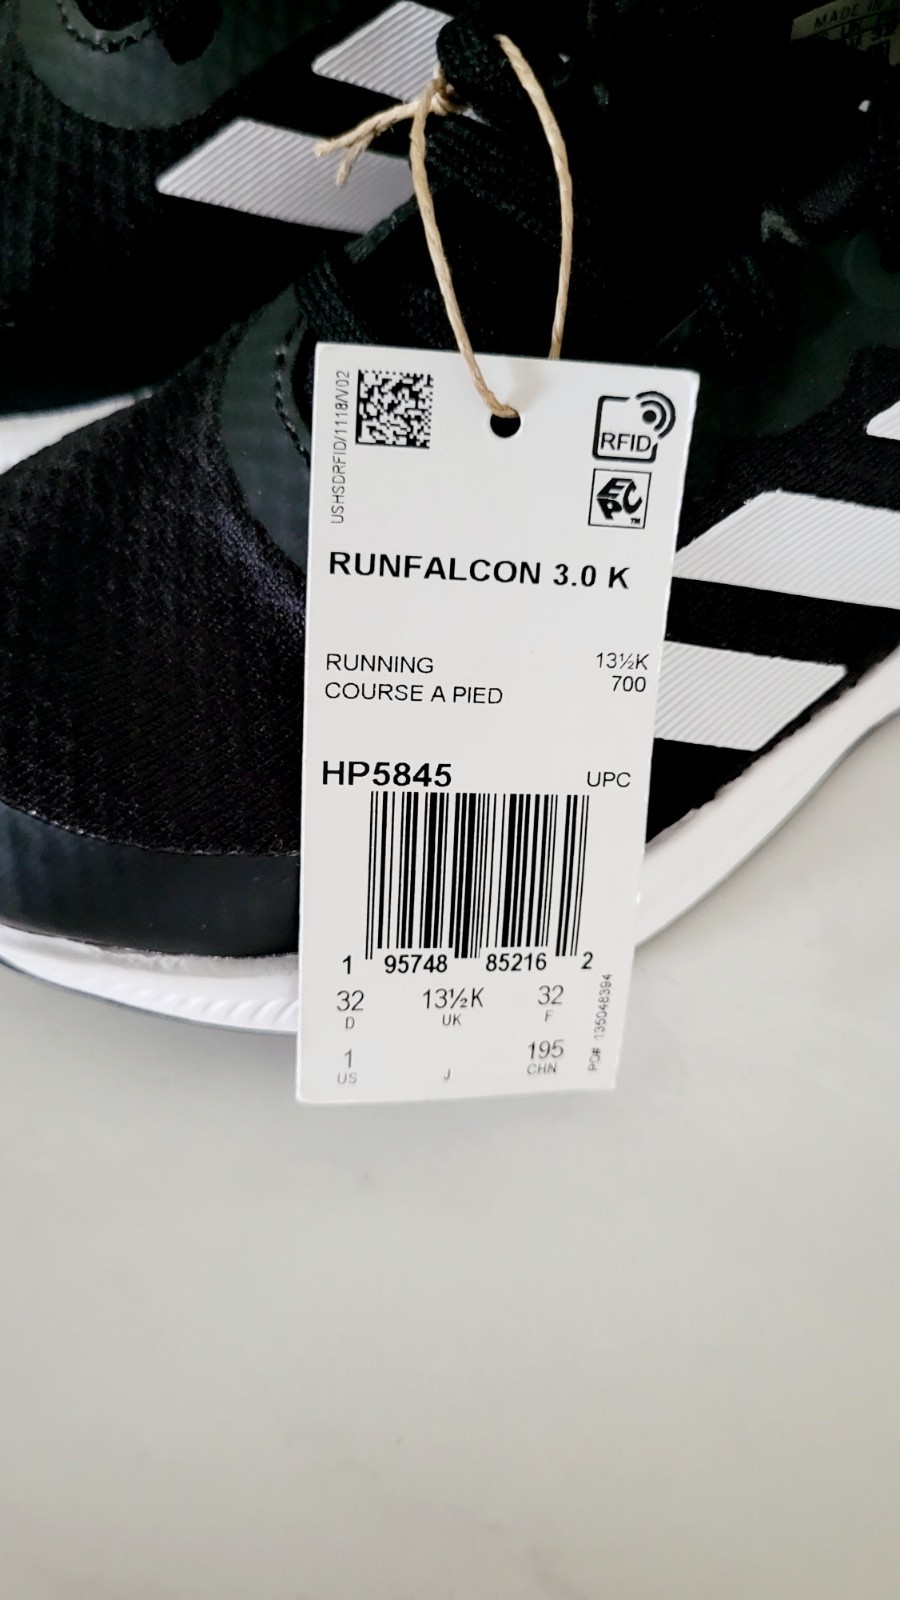 MADE IN
USHSDRFID/1118/V02
RFID
EPC
TM
RUNFALCON 3.0 K
RUNNING 13½K
COURSE A PIED 700
HP5845 UPC
1 95748 85216 2
32 13½K 32
D UK F
1 195
US J CHN
PO# 135048394